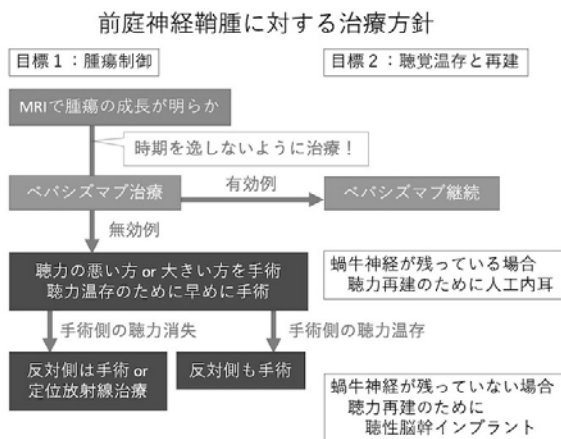 前庭神経鞘腫に対する治療方針
目標１：腫瘍制御
目標２：聴覚温存と再建
MRIで腫瘍の成長が明らか
時期を逸しないように治療！
ベバシズマブ治療
有効例
ベバシズマブ継続
無効例
聴力の悪い方 or 大きい方を手術
聴力温存のために早めに手術
蝸牛神経が残っている場合
聴力再建のために人工内耳
手術側の聴力消失
手術側の聴力温存
反対側は手術 or
定位放射線治療
反対側も手術
蝸牛神経が残っていない場合
聴力再建のために
聴性脳幹インプラント